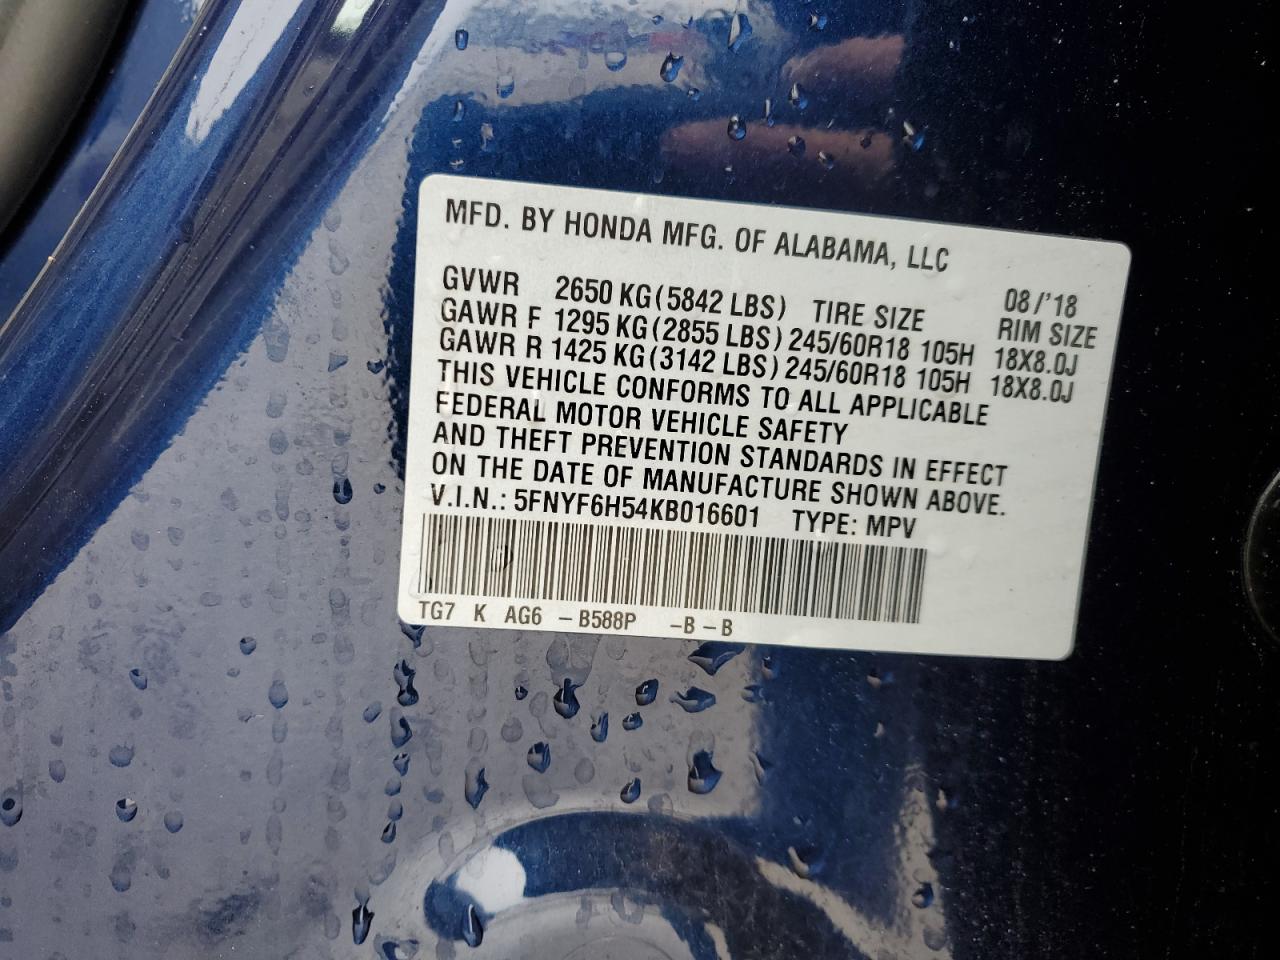 MFD. BY HONDA MFG. OF ALABAMA, LLC
08/'18
GVWR 2650 KG(5842 LBS) TIRE SIZE RIM SIZE
GAWR F 1295 KG(2855 LBS) 245/60R18 105H 18X8.0J
GAWR R 1425 KG(3142 LBS) 245/60R18 105H 18X8.0J
THIS VEHICLE CONFORMS TO ALL APPLICABLE
FEDERAL MOTOR VEHICLE SAFETY
AND THEFT PREVENTION STANDARDS IN EFFECT
ON THE DATE OF MANUFACTURE SHOWN ABOVE.
V.I.N.: 5FNYF6H54KB016601 TYPE: MPV
TG7 K AG6 -B588P -B-B